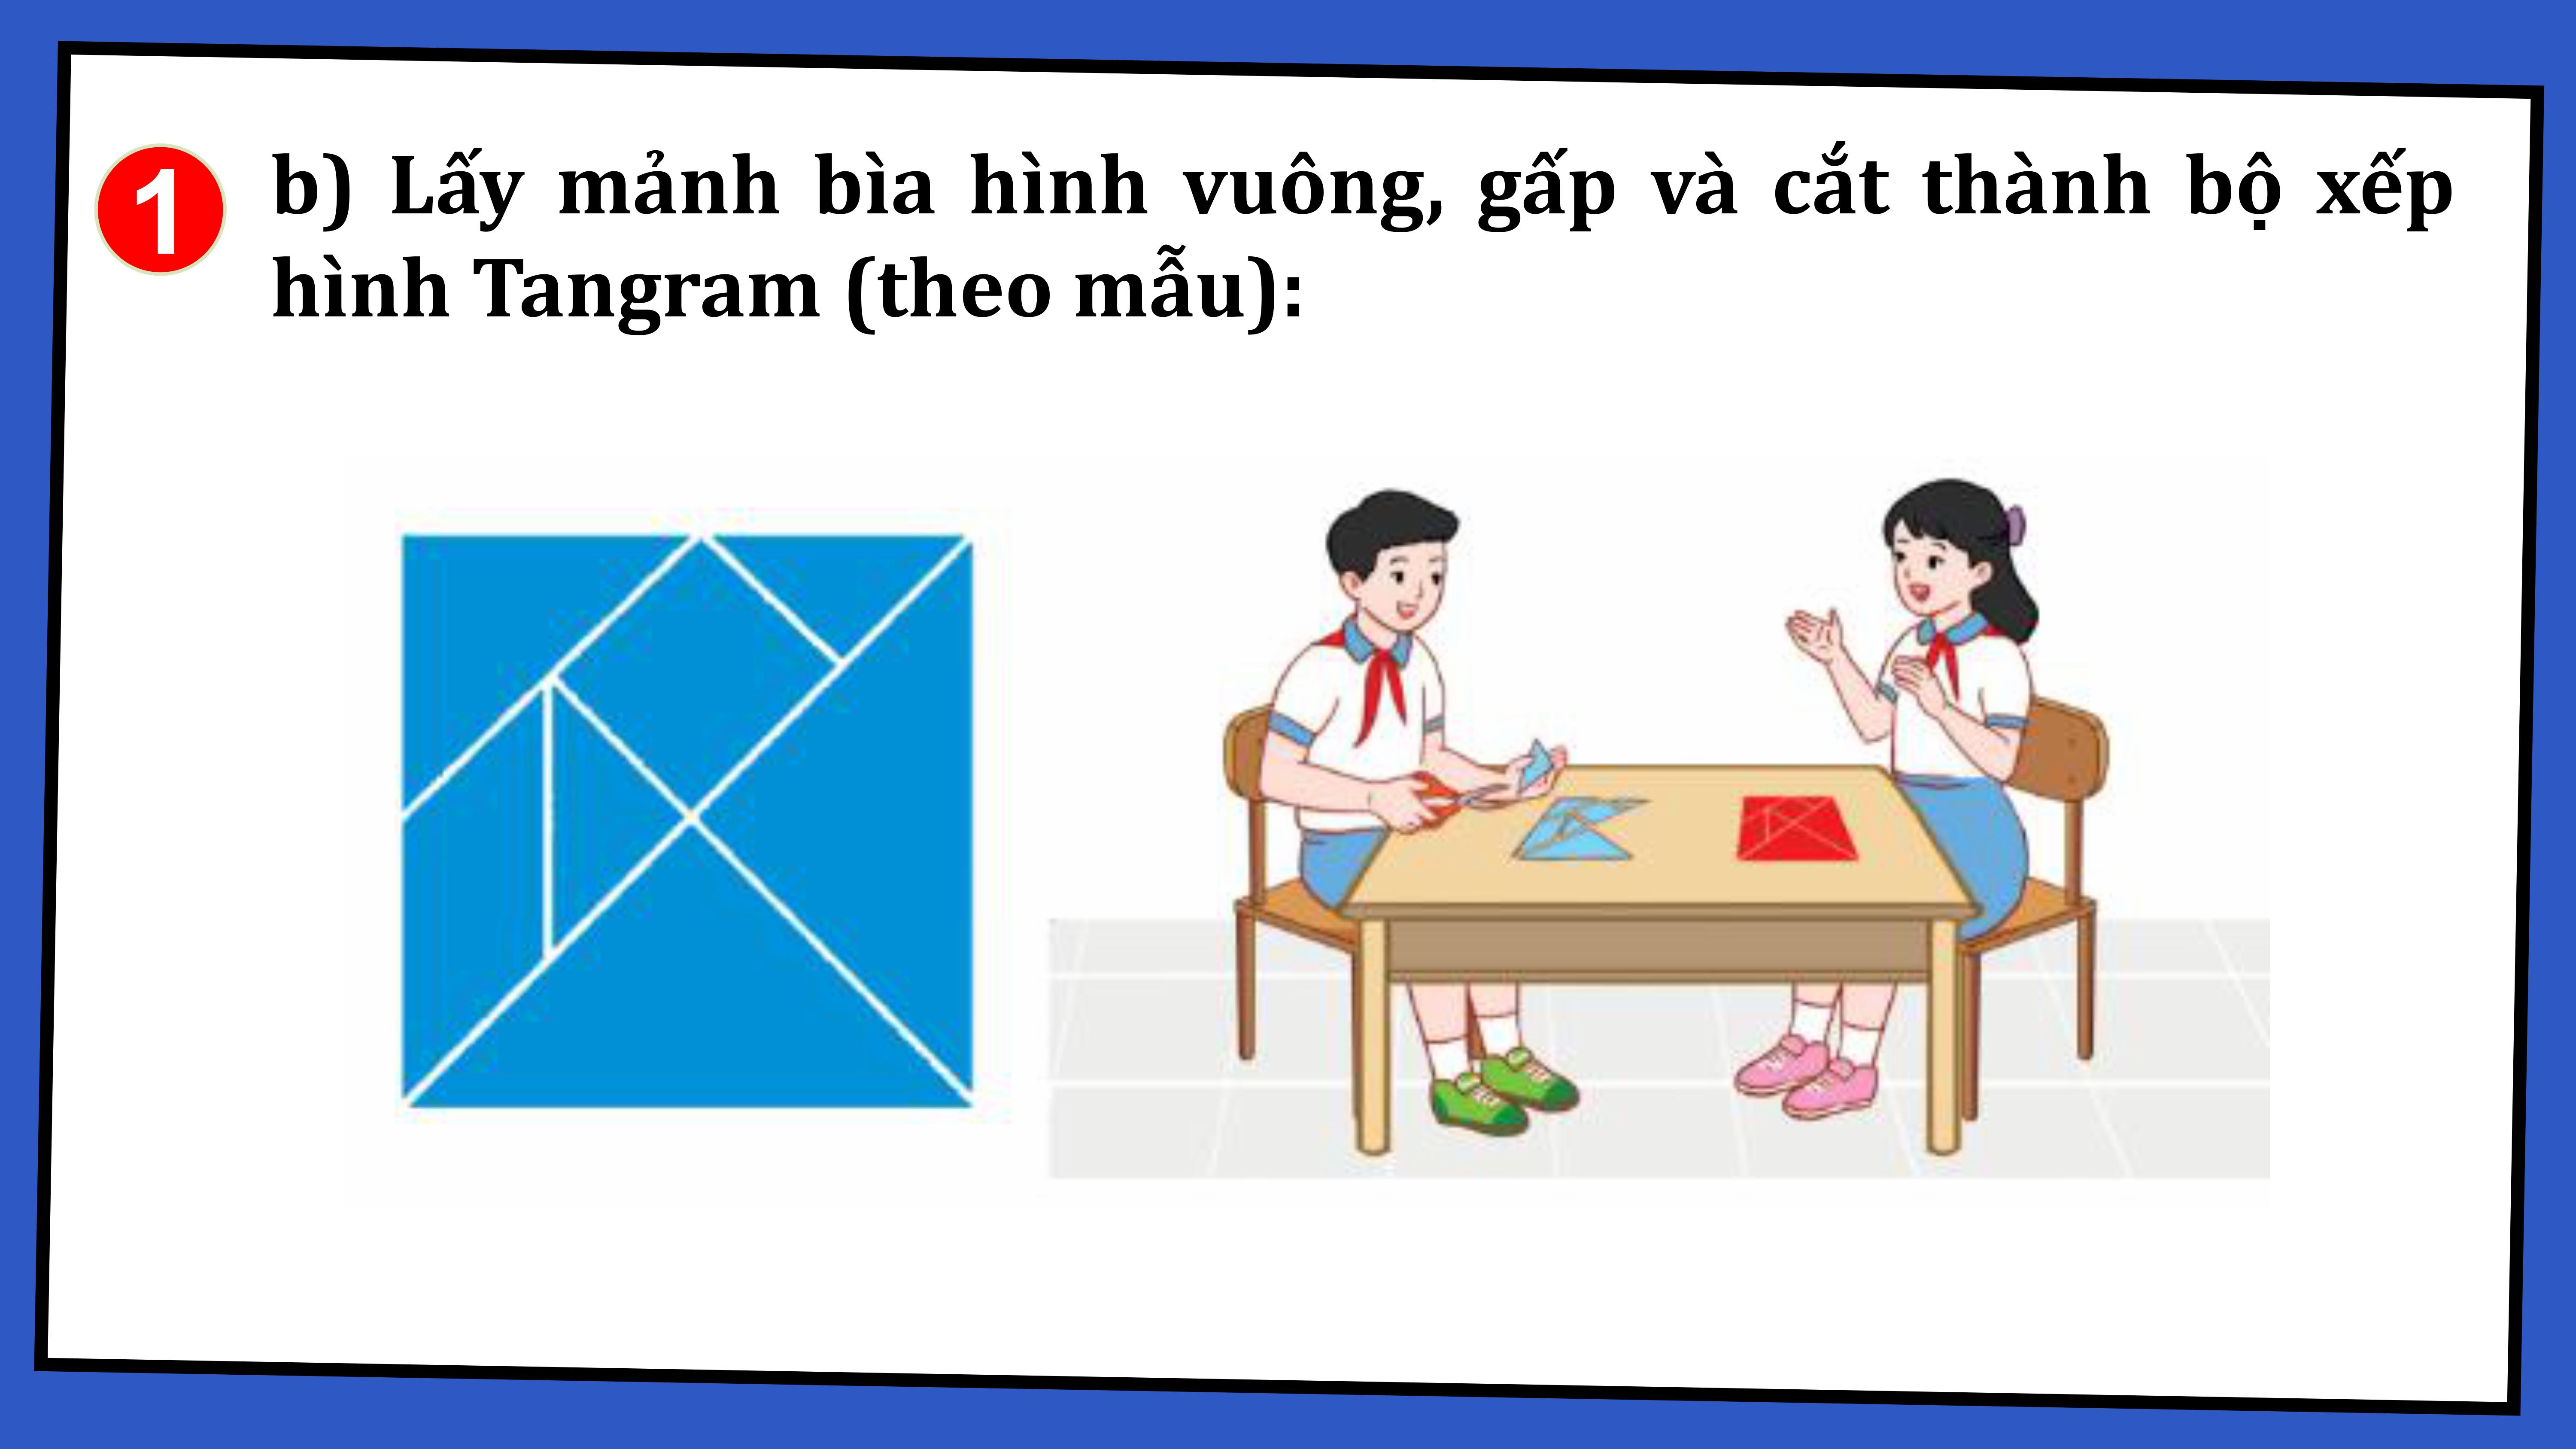 1
b) Lấy mảnh bìa hình vuông, gấp và cắt thành bộ xếp
hình Tangram (theo mẫu):